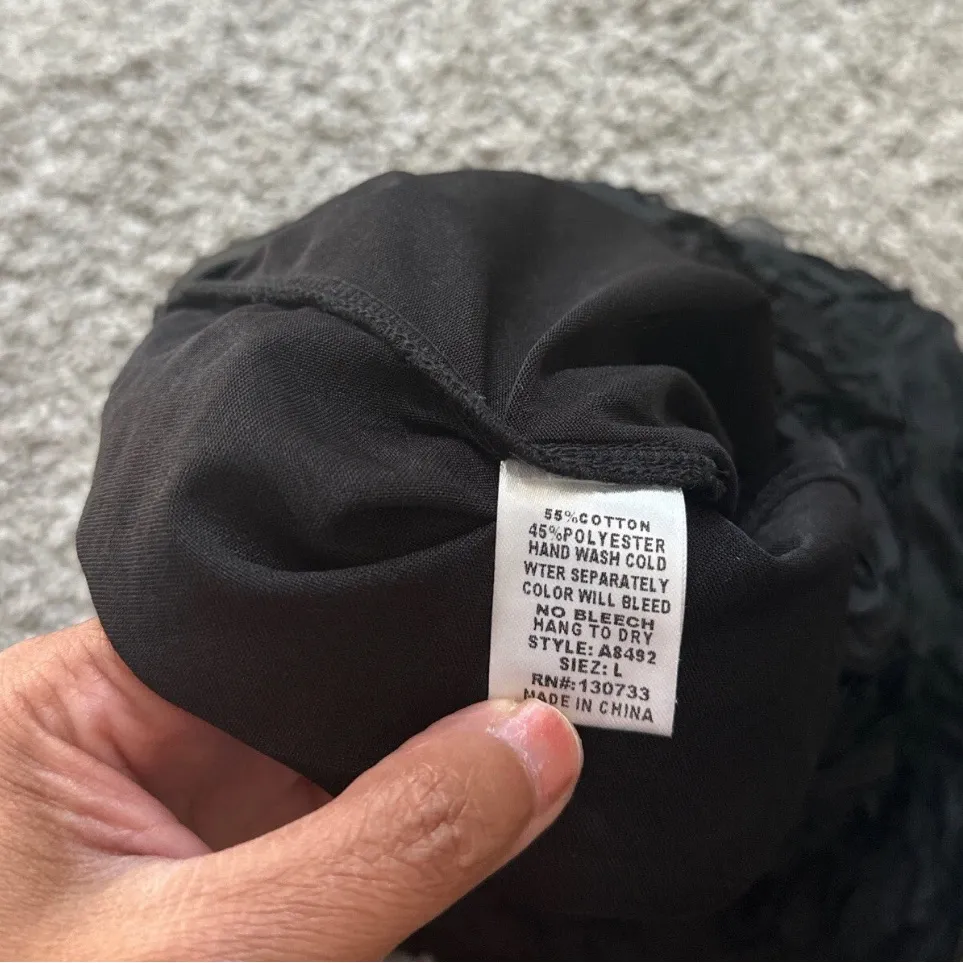 55%COTTON
45%POLYESTER
HAND WASH COLD
WTER SEPARATELY
COLOR WILL BLEED
NO BLEECH
HANG TO DRY
STYLE: A8492
SIEZ: L
RN#:130733
MADE IN CHINA